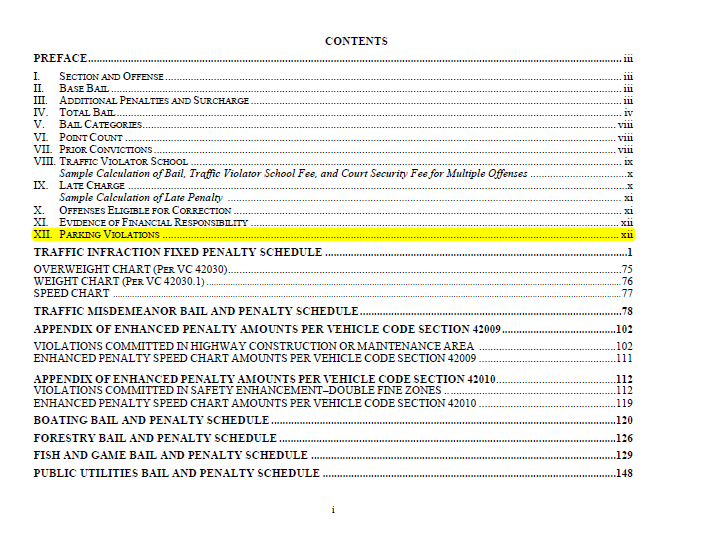 CONTENTS
PREFACE iii
I. SECTION AND OFFENSE iii
II. BASE BAIL iii
III. ADDITIONAL PENALTIES AND SURCHARGE iii
IV. TOTAL BAIL iv
V. BAIL CATEGORIES viii
VI. POINT COUNT viii
VII. PRIOR CONVICTIONS viii
VIII. TRAFFIC VIOLATOR SCHOOL ix
Sample Calculation of Bail, Traffic Violator School Fee, and Court Security Fee for Multiple Offenses x
IX. LATE CHARGE x
Sample Calculation of Late Penalty xi
X. OFFENSES ELIGIBLE FOR CORRECTION xi
XI. EVIDENCE OF FINANCIAL RESPONSIBILITY xii
XII. PARKING VIOLATIONS xii
TRAFFIC INFRACTION FIXED PENALTY SCHEDULE 1
OVERWEIGHT CHART (PER VC 42030) 75
WEIGHT CHART (PER VC 42030.1) 76
SPEED CHART 77
TRAFFIC MISDEMEANOR BAIL AND PENALTY SCHEDULE 78
APPENDIX OF ENHANCED PENALTY AMOUNTS PER VEHICLE CODE SECTION 42009 102
VIOLATIONS COMMITTED IN HIGHWAY CONSTRUCTION OR MAINTENANCE AREA 102
ENHANCED PENALTY SPEED CHART AMOUNTS PER VEHICLE CODE SECTION 42009 111
APPENDIX OF ENHANCED PENALTY AMOUNTS PER VEHICLE CODE SECTION 42010 112
VIOLATIONS COMMITTED IN SAFETY ENHANCEMENT–DOUBLE FINE ZONES 112
ENHANCED PENALTY SPEED CHART AMOUNTS PER VEHICLE CODE SECTION 42010 119
BOATING BAIL AND PENALTY SCHEDULE 120
FORESTRY BAIL AND PENALTY SCHEDULE 126
FISH AND GAME BAIL AND PENALTY SCHEDULE 129
PUBLIC UTILITIES BAIL AND PENALTY SCHEDULE 148
i